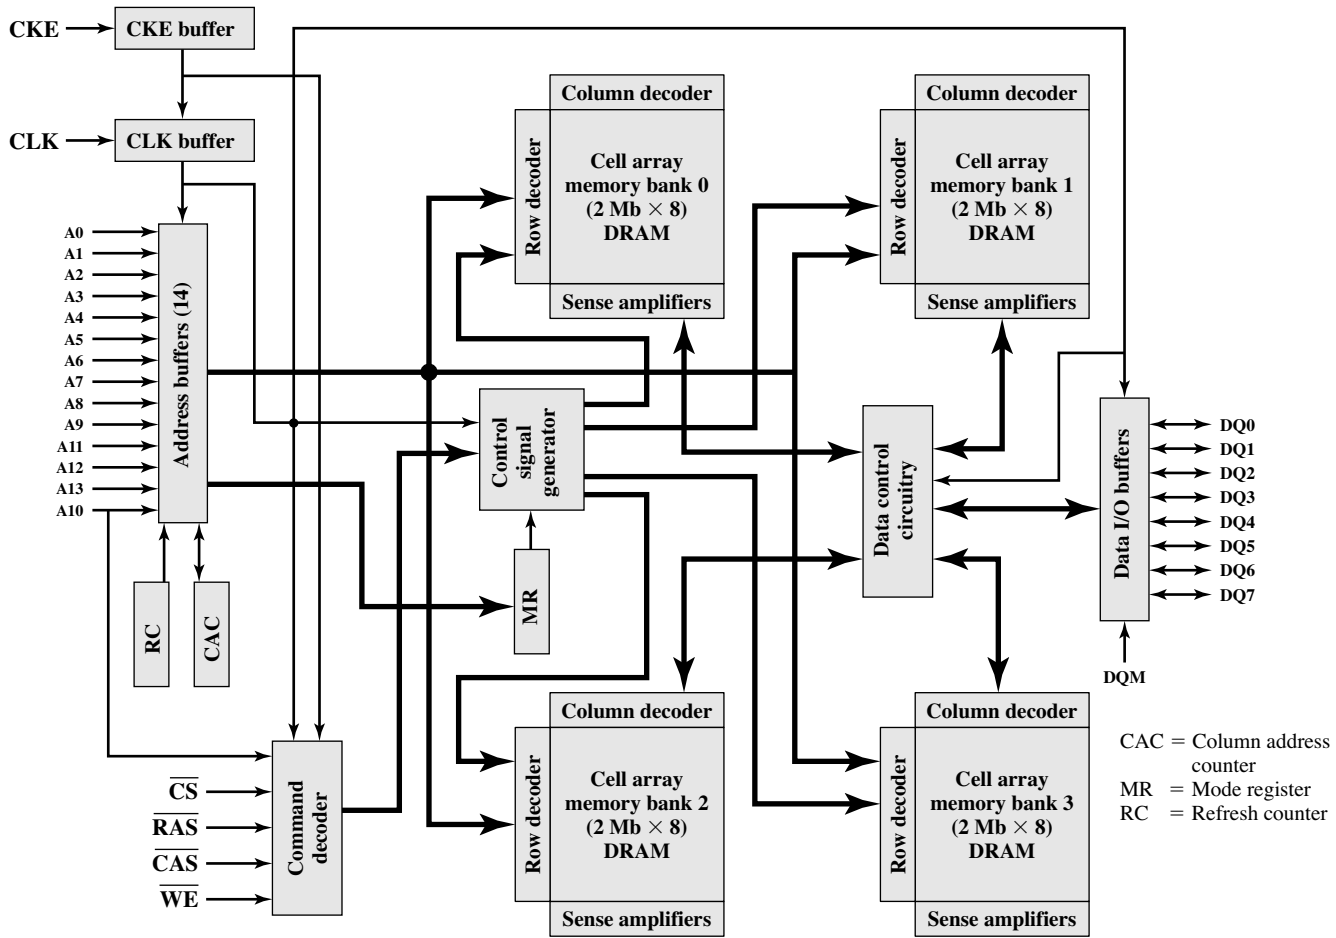 CKE
CKE buffer
CLK
CLK buffer
A0
A1
A2
A3
A4
A5
A6
A7
A8
A9
A11
A12
A13
A10
Address buffers (14)
RC
CAC
CS
RAS
CAS
WE
Command
decoder
Control
signal
generator
MR
Column decoder
Row decoder
Cell array
memory bank 0
(2 Mb × 8)
DRAM
Sense amplifiers
Column decoder
Row decoder
Cell array
memory bank 1
(2 Mb × 8)
DRAM
Sense amplifiers
Column decoder
Row decoder
Cell array
memory bank 2
(2 Mb × 8)
DRAM
Sense amplifiers
Column decoder
Row decoder
Cell array
memory bank 3
(2 Mb × 8)
DRAM
Sense amplifiers
Data control
circuitry
Data I/O buffers
DQ0
DQ1
DQ2
DQ3
DQ4
DQ5
DQ6
DQ7
DQM
CAC = Column address
counter
MR = Mode register
RC = Refresh counter